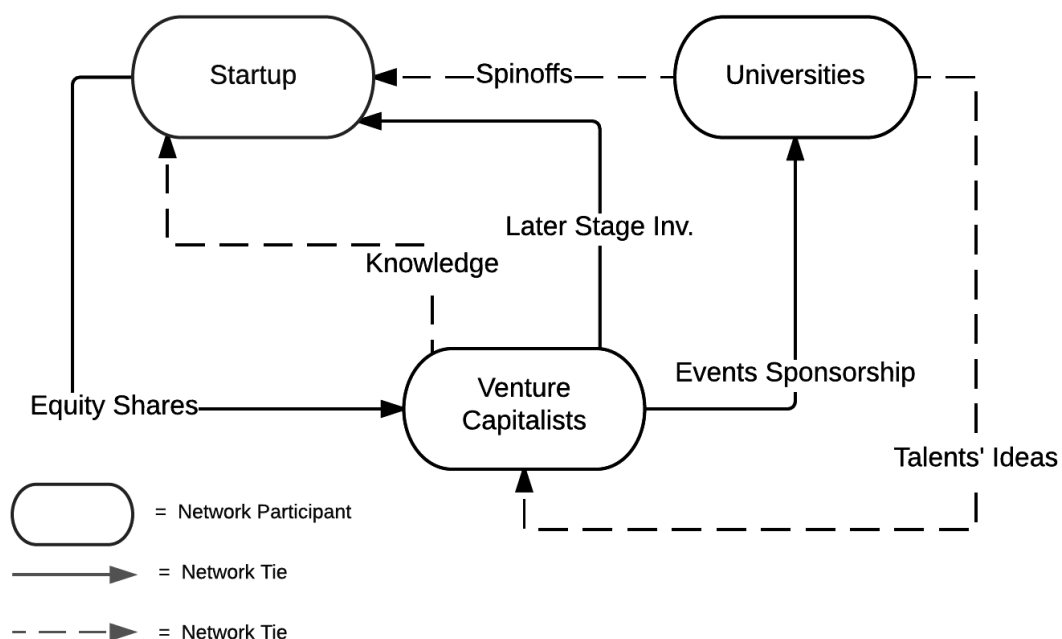 Startup
Spinoffs
Universities
Later Stage Inv.
Knowledge
Events Sponsorship
Venture
Capitalists
Equity Shares
Talents' Ideas
= Network Participant
= Network Tie
= Network Tie